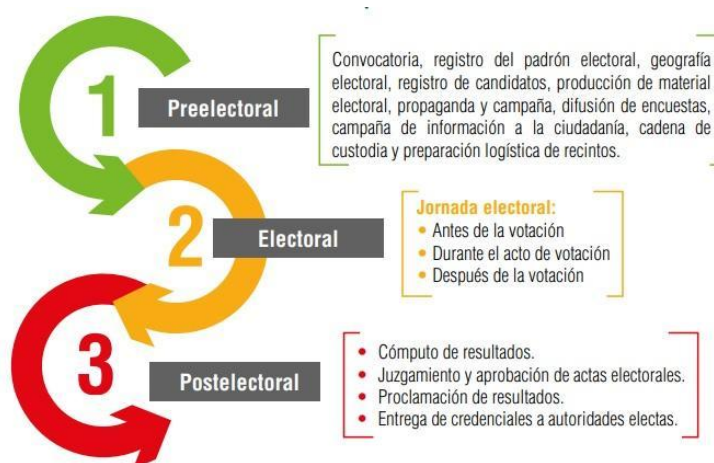 1
Preelectoral
Convocatoria, registro del padrón electoral, geografía
electoral, registro de candidatos, producción de material
electoral, propaganda y campaña, difusión de encuestas,
campaña de información a la ciudadanía, cadena de
custodia y preparación logística de recintos.
2
Electoral
Jornada electoral:
• Antes de la votación
• Durante el acto de votación
• Después de la votación
3
Postelectoral
• Cómputo de resultados.
• Juzgamiento y aprobación de actas electorales.
• Proclamación de resultados.
• Entrega de credenciales a autoridades electas.